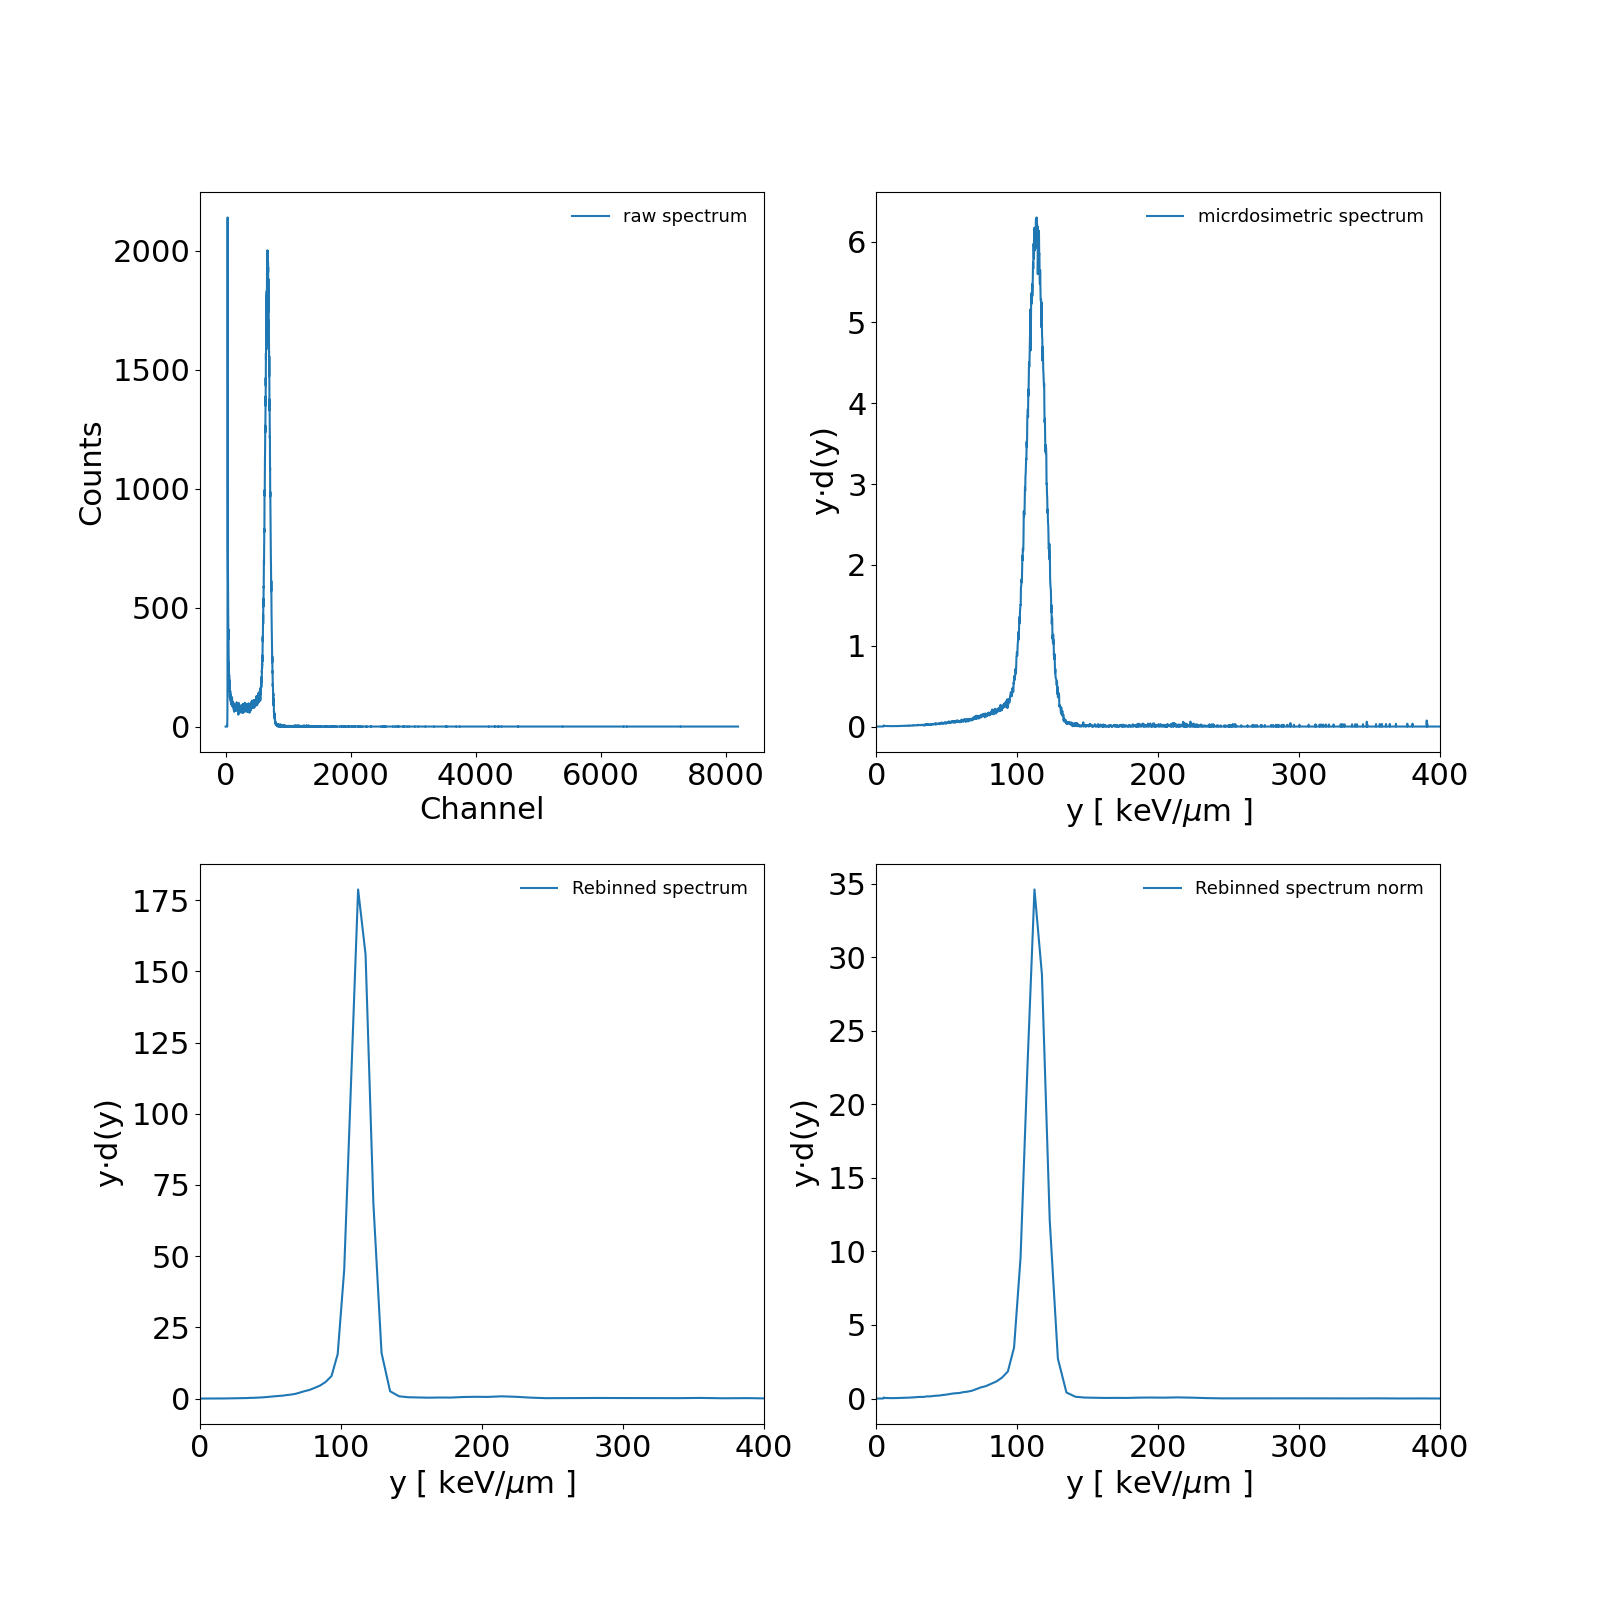 raw spectrum
2000
1500
1000
500
0
Counts
0 2000 4000 6000 8000
Channel
micrdosimetric spectrum
6
5
4
3
2
1
0
y·d(y)
0 100 200 300 400
y [ keV/μm ]
Rebinned spectrum
175
150
125
100
75
50
25
0
y·d(y)
0 100 200 300 400
y [ keV/μm ]
Rebinned spectrum norm
35
30
25
20
15
10
5
0
y·d(y)
0 100 200 300 400
y [ keV/μm ]